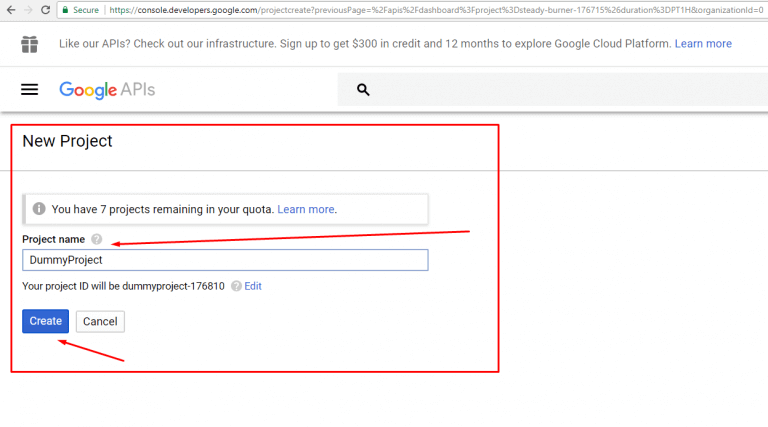 Secure https://console.developers.google.com/projectcreate?previousPage=%2Fapis%2Fdashboard%3Fproject%3Dsteady-burner-176715%26duration%3DPT1H&organizationId=0
Like our APIs? Check out our infrastructure. Sign up to get $300 in credit and 12 months to explore Google Cloud Platform. Learn more
Google APIs
New Project
You have 7 projects remaining in your quota. Learn more.
Project name
DummyProject
Your project ID will be dummyproject-176810 Edit
Create Cancel